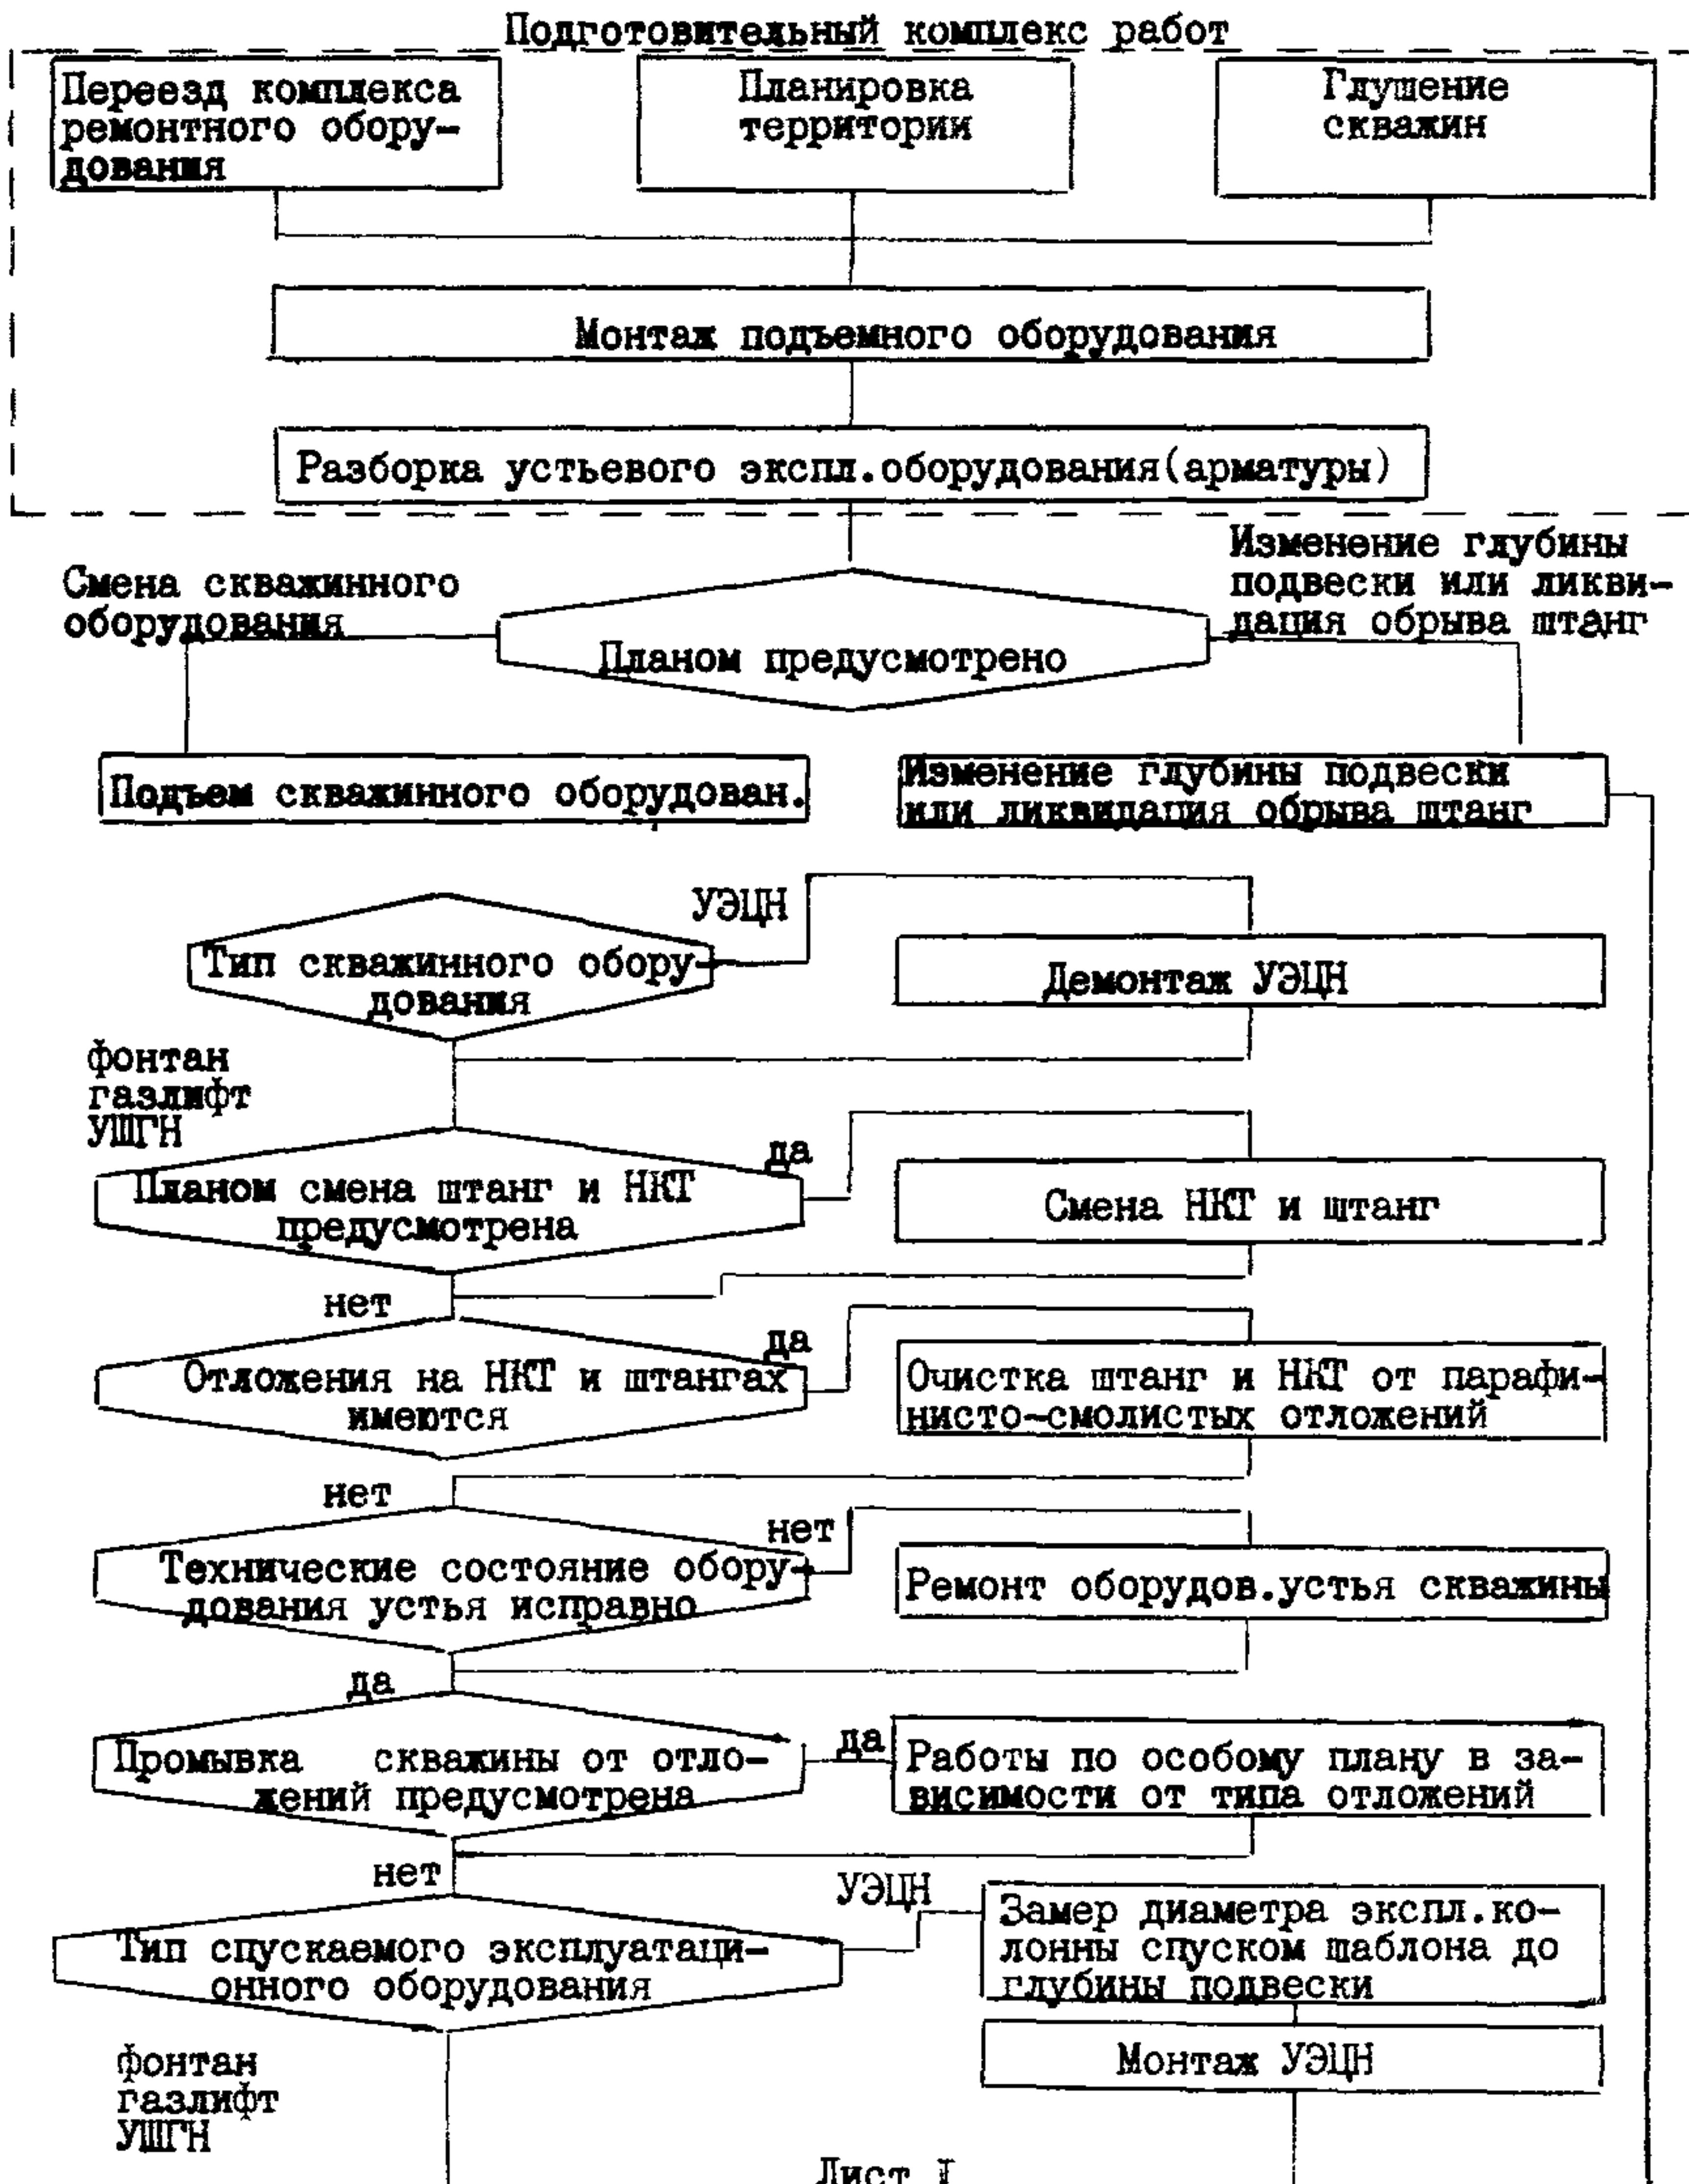 Подготовительный комплекс работ
Переезд комплекса
ремонтного обору-
дования
Планировка
территории
Глушение
скважин
Монтаж подъемного оборудования
Разборка устьевого экспл.оборудования(арматуры)
Смена скважинного
оборудования
Изменение глубины
подвески или ликви-
дация обрыва штанг
Планом предусмотрено
Подъем скважинного оборудован.
Изменение глубины подвески
или ликвидация обрыва штанг
УЭЦН
Тип скважинного обору-
дования
Демонтаж УЭЦН
фонтан
газлифт
УШГН
да
Планом смена штанг и НКТ
предусмотрена
Смена НКТ и штанг
нет
да
Отложения на НКТ и штангах
имеются
Очистка штанг и НКТ от парафи-
нисто-смолистых отложений
нет
нет
Технические состояние обору-
дования устья исправно
Ремонт оборудов.устья скважины
да
Промывка скважины от отло-
жений предусмотрена
да
Работы по особому плану в за-
висимости от типа отложений
нет
УЭЦН
Тип спускаемого эксплуатаци-
онного оборудования
Замер диаметра экспл.ко-
лонны спуском шаблона до
глубины подвески
Монтаж УЭЦН
фонтан
газлифт
УШГН
Лист I